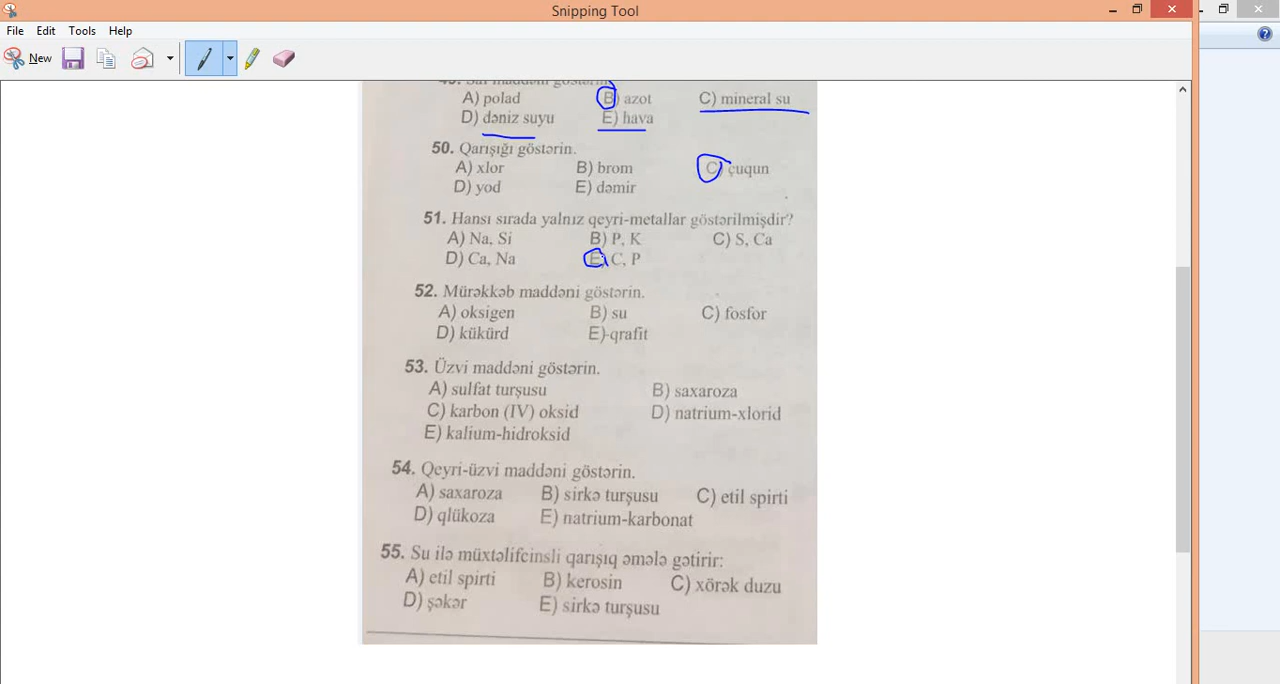 Snipping Tool
File Edit Tools Help
New
49. Saf maddəni göstərin.
A) polad B) azot C) mineral su
D) dəniz suyu E) hava
50. Qarışığı göstərin.
A) xlor B) brom C) çuqun
D) yod E) dəmir
51. Hansı sırada yalnız qeyri-metallar göstərilmişdir?
A) Na, Si B) P, K C) S, Ca
D) Ca, Na E) C, P
52. Mürəkkəb maddəni göstərin.
A) oksigen B) su C) fosfor
D) kükürd E)-qrafit
53. Üzvi maddəni göstərin.
A) sulfat turşusu B) saxaroza
C) karbon (IV) oksid D) natrium-xlorid
E) kalium-hidroksid
54. Qeyri-üzvi maddəni göstərin.
A) saxaroza B) sirkə turşusu C) etil spirti
D) qlükoza E) natrium-karbonat
55. Su ilə müxtəlifcinsli qarışıq əmələ gətirir:
A) etil spirti B) kerosin C) xörək duzu
D) şəkər E) sirkə turşusu